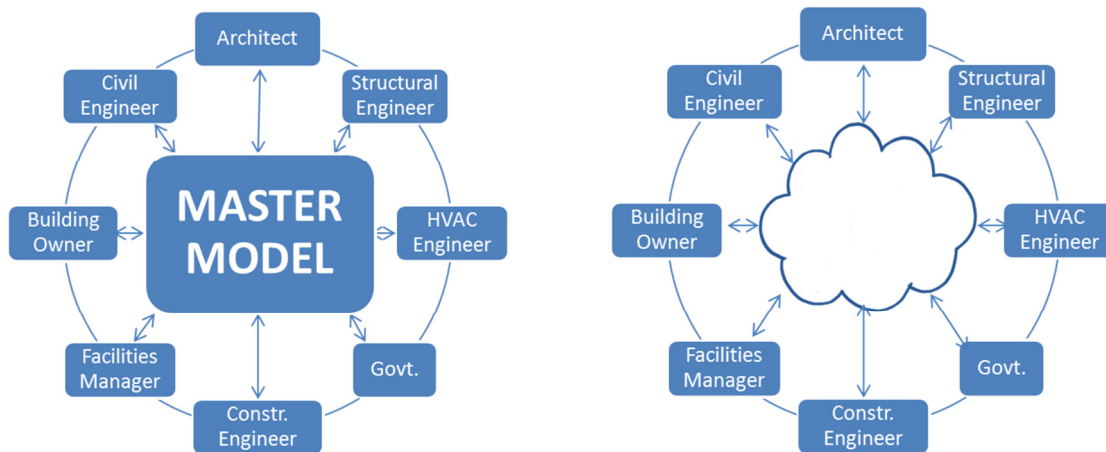 Architect
Civil
Engineer
Structural
Engineer
Building
Owner
MASTER
MODEL
HVAC
Engineer
Facilities
Manager
Govt.
Constr.
Engineer
Architect
Civil
Engineer
Structural
Engineer
Building
Owner
HVAC
Engineer
Facilities
Manager
Govt.
Constr.
Engineer